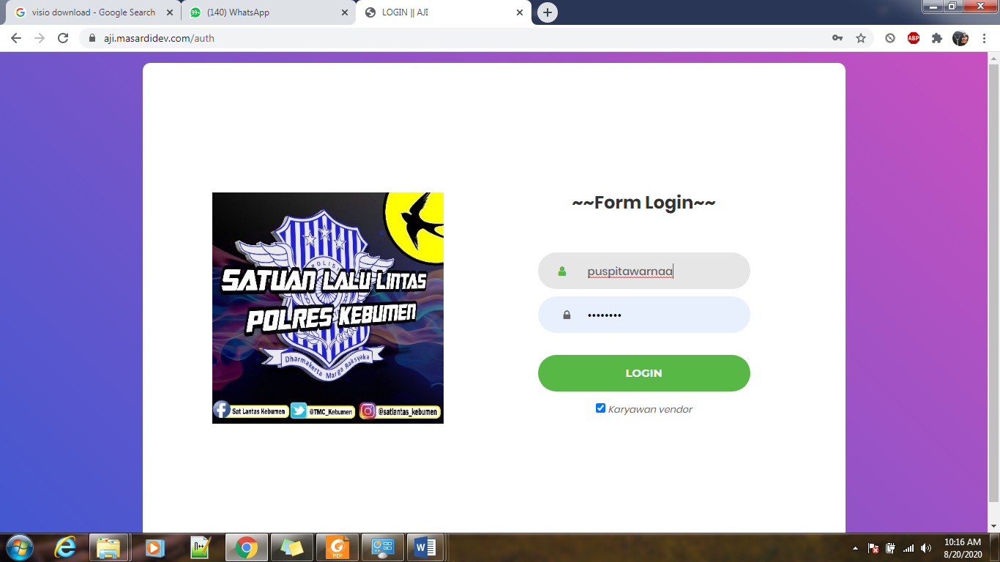 visio download - Google Search
99+
(140) WhatsApp
LOGIN || AJI
aji.masardidev.com/auth
ABP
~~Form Login~~
puspitawarnaa
••••••••
LOGIN
Karyawan vendor
POLISI
SATUAN LALU LINTAS
POLRES KEBUMEN
Dharmakerta Marga Raksyaka
Sat Lantas Kebumen
@TMC_Kebumen
@satlantas_kebumen
PDF
10:16 AM
8/20/2020